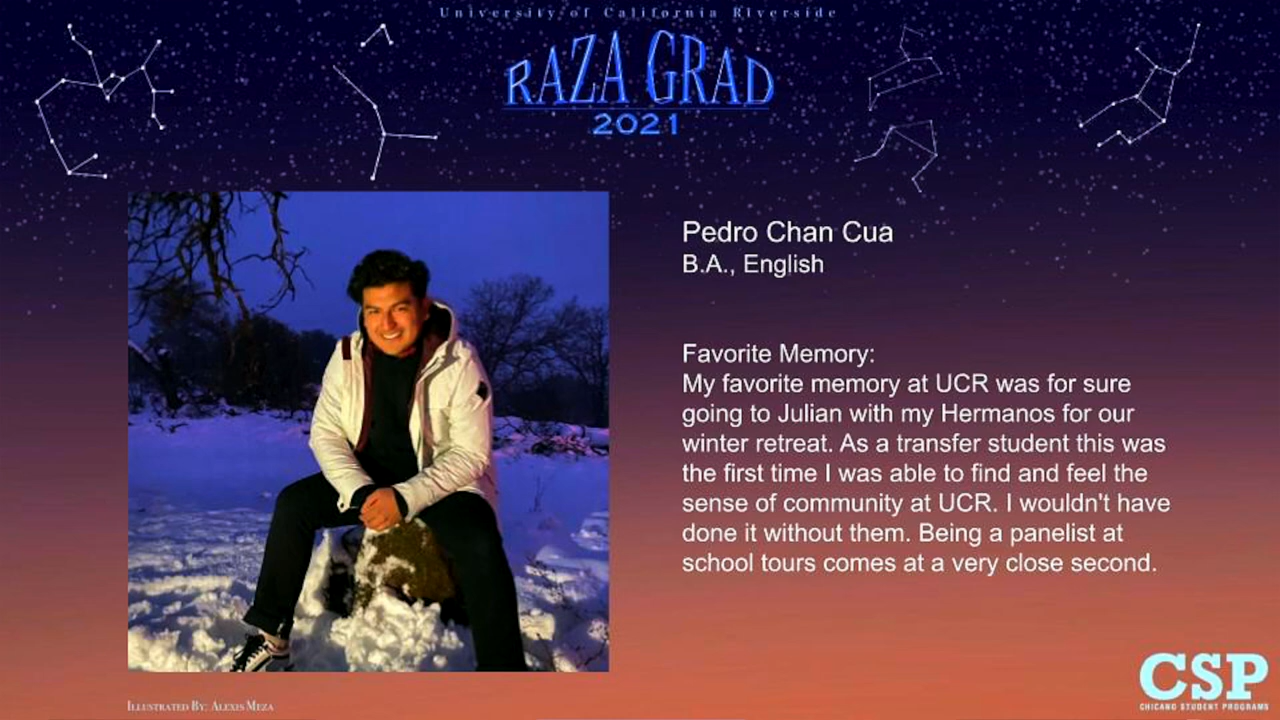 University of California Riverside
RAZA GRAD
2021
Pedro Chan Cua
B.A., English
Favorite Memory:
My favorite memory at UCR was for sure
going to Julian with my Hermanos for our
winter retreat. As a transfer student this was
the first time I was able to find and feel the
sense of community at UCR. I wouldn't have
done it without them. Being a panelist at
school tours comes at a very close second.
Illustrated By: Alexis Meza
CSP
CHICANO STUDENT PROGRAMS